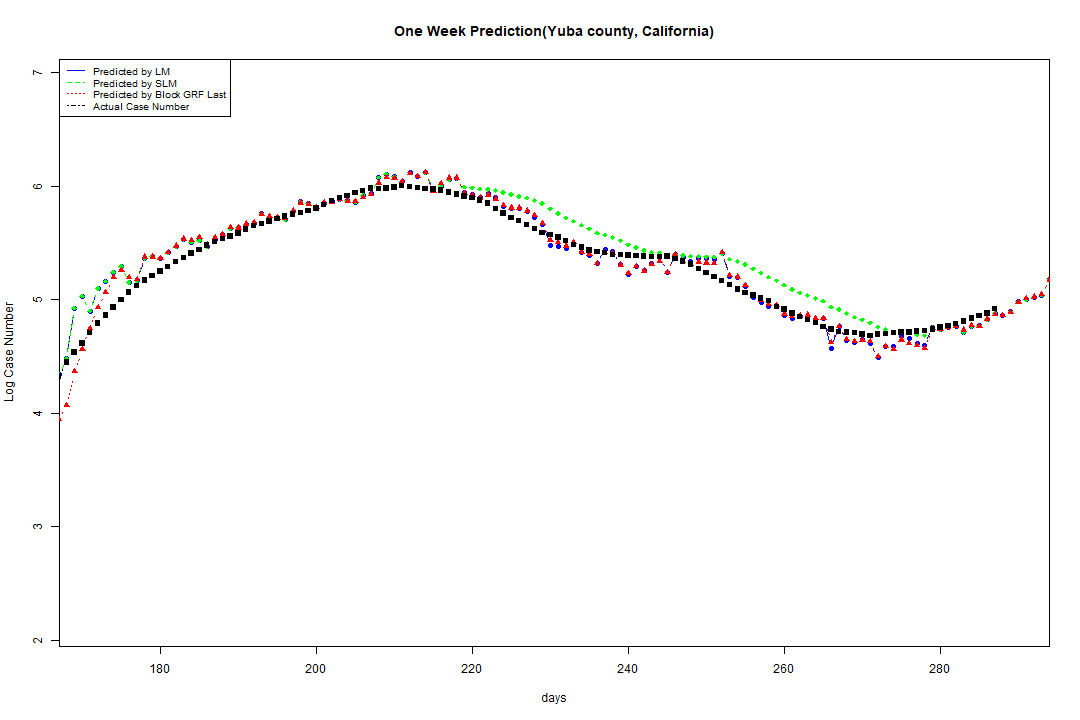 One Week Prediction(Yuba county, California)
Predicted by LM
Predicted by SLM
Predicted by Block GRF Last
Actual Case Number
7
6
5
4
3
2
Log Case Number
180 200 220 240 260 280
days